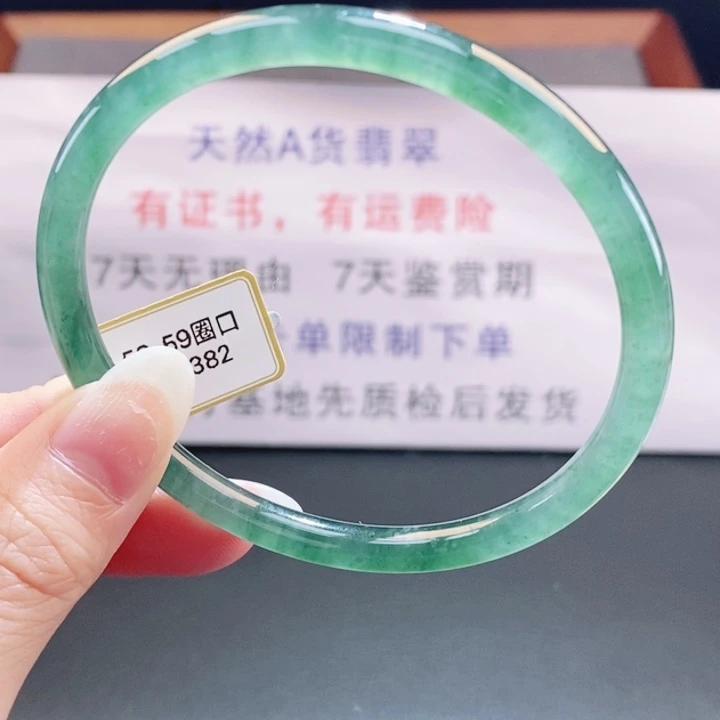 天然A货翡翠
有证书，有运费险
7天无理由 7天鉴赏期
单限制下单
基地先质检后发货
59圈口
382